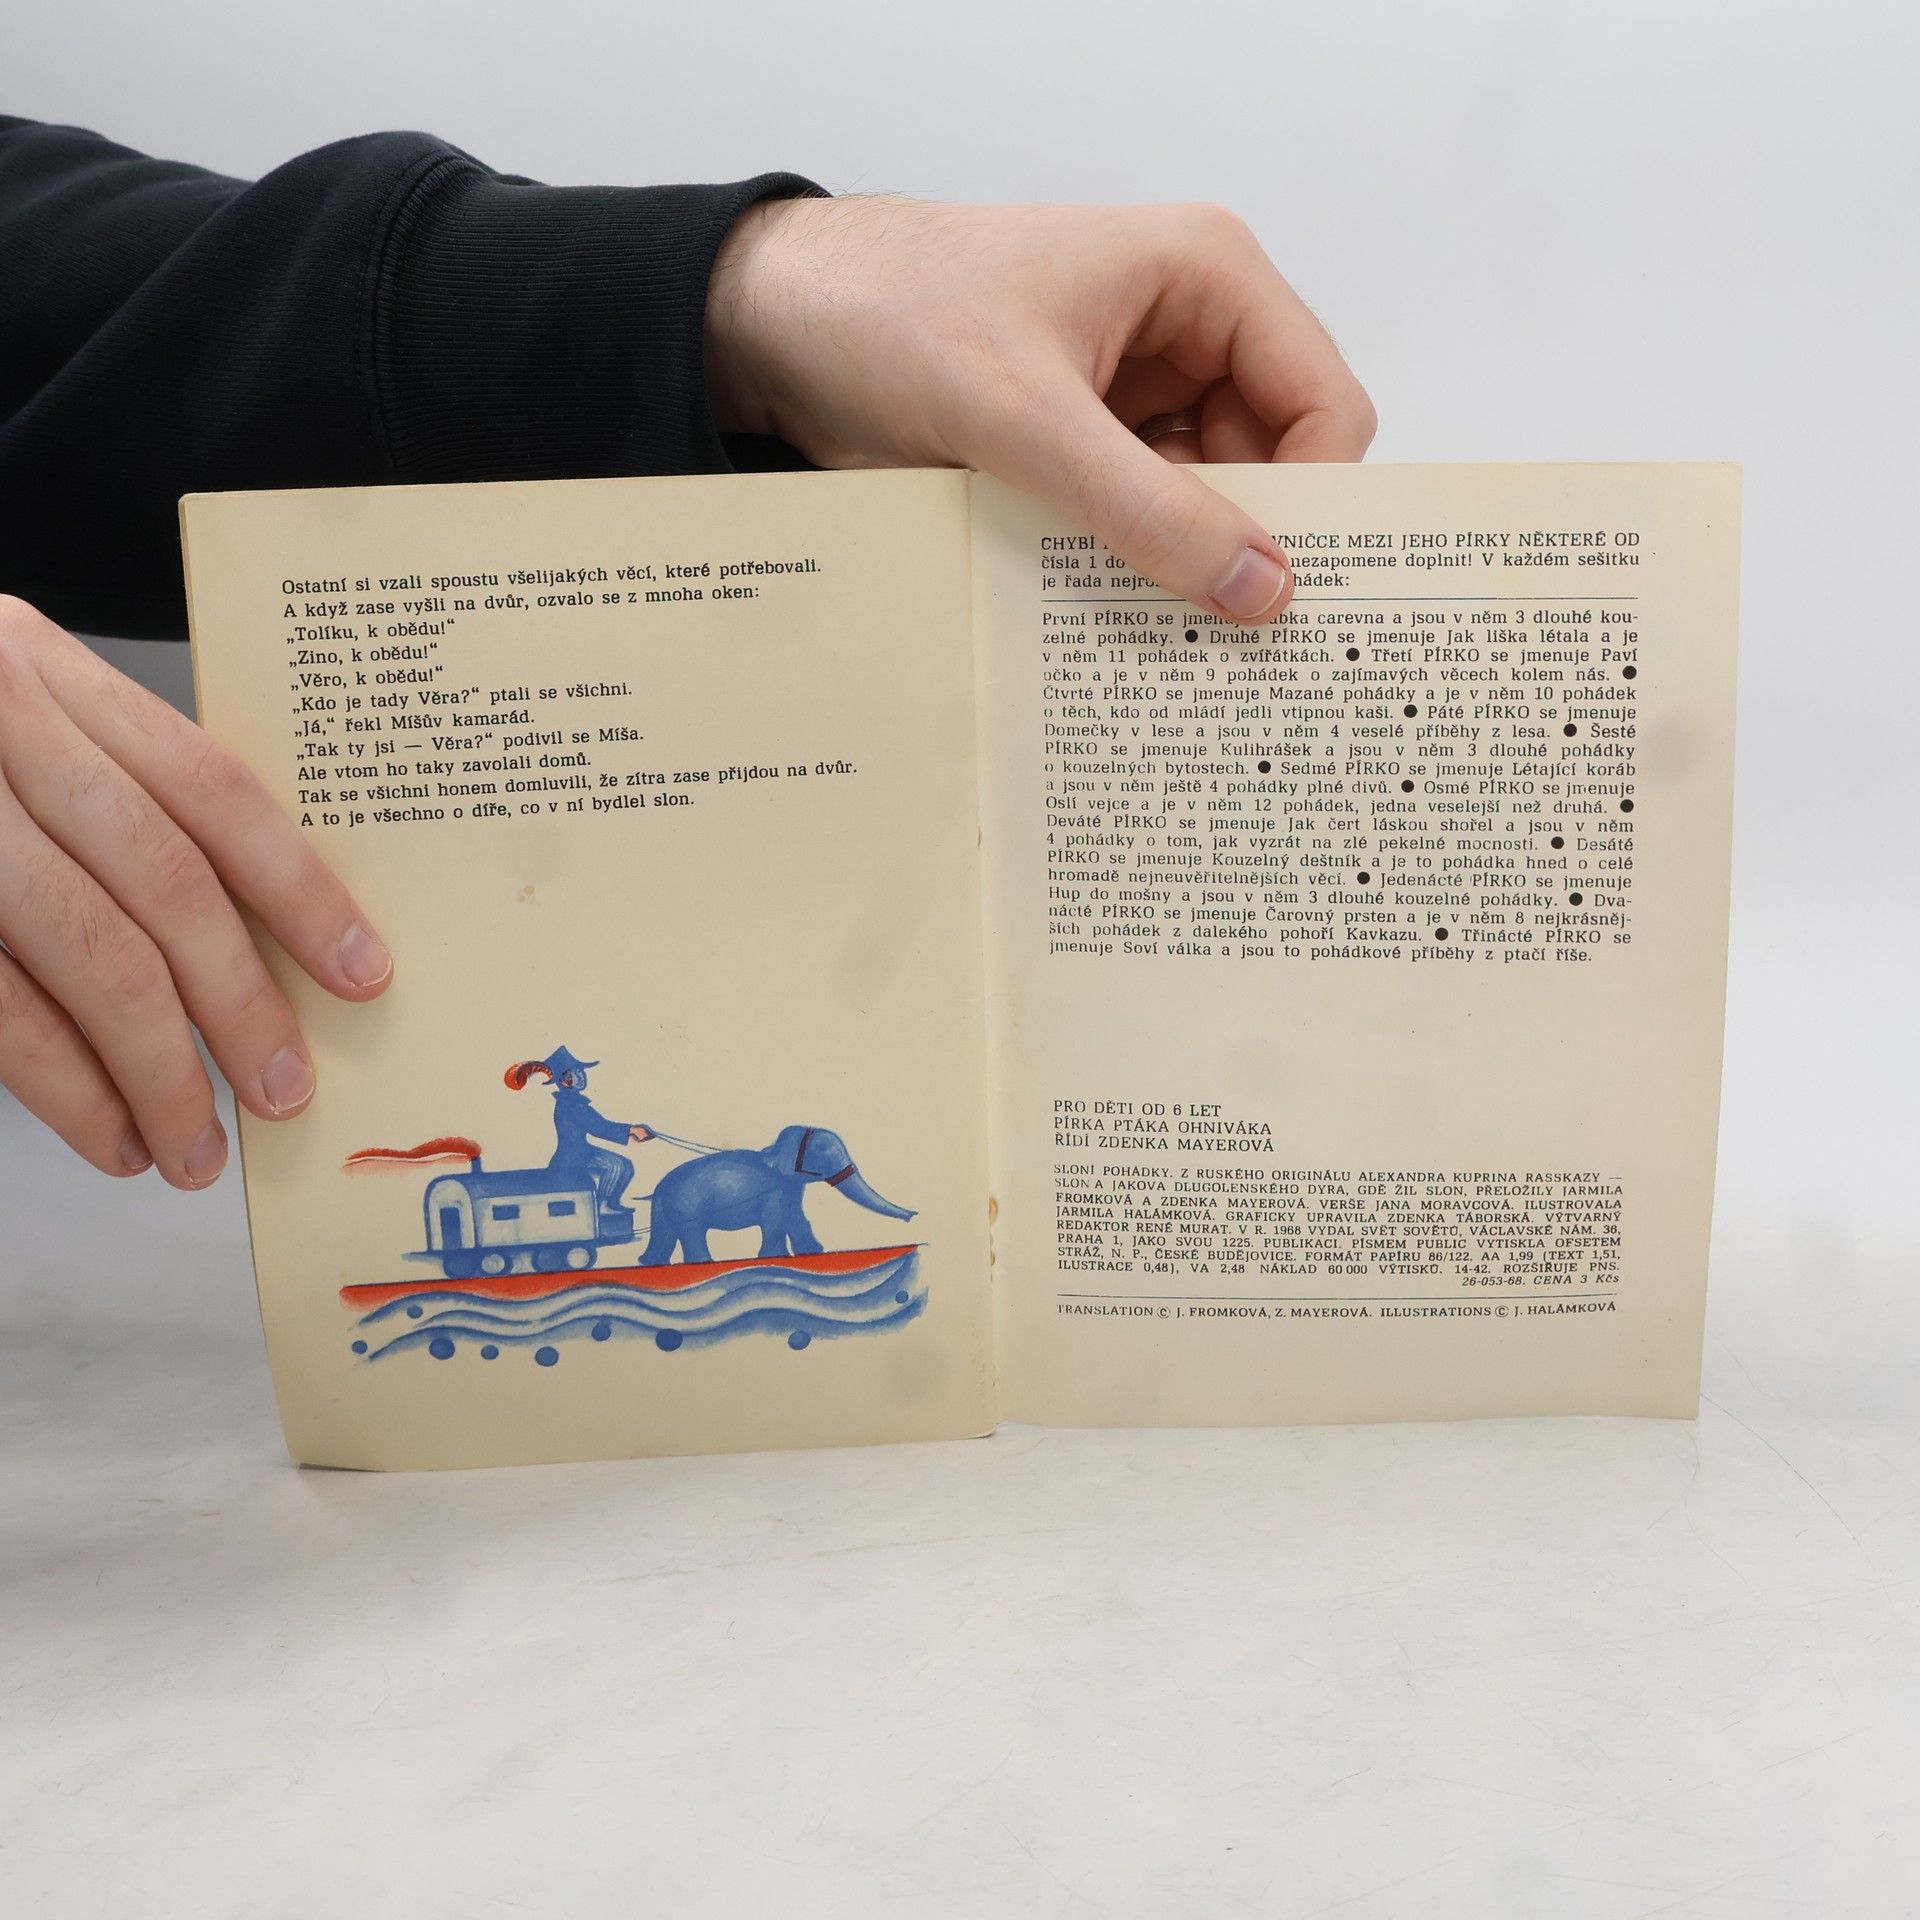 Ostatní si vzali spoustu všelijakých věcí, které potřebovali.
A když zase vyšli na dvůr, ozvalo se z mnoha oken:
„Tolíku, k obědu!“
„Zino, k obědu!“
„Věro, k obědu!“
„Kdo je tady Věra?“ ptali se všichni.
„Já,“ řekl Míšův kamarád.
„Tak ty jsi — Věra?“ podivil se Míša.
Ale vtom ho taky zavolali domů.
Tak se všichni honem domluvili, že zítra zase přijdou na dvůr.
A to je všechno o díře, co v ní bydlel slon.
CHYBÍ MEZI JEHO PÍRKY NĚKTERÉ OD
čísla 1 do nezapomene doplnit! V každém sešitku
je řada
První PÍRKO se jmenuje carevna a jsou v něm 3 dlouhé kou-
zelné pohádky. ● Druhé PÍRKO se jmenuje Jak liška létala a je
v něm 11 pohádek o zvířátkách. ● Třetí PÍRKO se jmenuje Paví
očko a je v něm 9 pohádek o zajímavých věcech kolem nás. ●
Čtvrté PÍRKO se jmenuje Mazané pohádky a je v něm 10 pohádek
o těch, kdo od mládí jedli vtipnou kaši. ● Páté PÍRKO se jmenuje
Domečky v lese a jsou v něm 4 veselé příběhy z lesa. ● Šesté
PÍRKO se jmenuje Kulihrášek a jsou v něm 3 dlouhé pohádky
o kouzelných bytostech. ● Sedmé PÍRKO se jmenuje Létající koráb
a jsou v něm ještě 4 pohádky plné divů. ● Osmé PÍRKO se jmenuje
Oslí vejce a je v něm 12 pohádek, jedna veselejší než druhá. ●
Deváté PÍRKO se jmenuje Jak čert láskou shořel a jsou v něm
4 pohádky o tom, jak vyzrát na zlé pekelné mocnosti. ● Desáté
PÍRKO se jmenuje Kouzelný deštník a je to pohádka hned o celé
hromadě nejneuvěřitelnějších věcí. ● Jedenácté PÍRKO se jmenuje
Hup do mošny a jsou v něm 3 dlouhé kouzelné pohádky. ● Dva-
nácté PÍRKO se jmenuje Čarovný prsten a je v něm 8 nejkrásněj-
ších pohádek z dalekého pohoří Kavkazu. ● Třinácté PÍRKO se
jmenuje Soví válka a jsou to pohádkové příběhy z ptačí říše.
PRO DĚTI OD 6 LET
PÍRKA PTÁKA OHNIVÁKA
ŘÍDÍ ZDENKA MAYEROVÁ
SLONÍ POHÁDKY. Z RUSKÉHO ORIGINÁLU ALEXANDRA KUPRINA RASSKAZY —
SLON A JAKOVA DLUGOLENSKÉHO DYRA, GDĚ ŽIL SLON, PŘELOŽILY JARMILA
FROMKOVÁ A ZDENKA MAYEROVÁ. VERŠE JANA MORAVCOVÁ. ILUSTROVALA
JARMILA HALÁMKOVÁ. GRAFICKY UPRAVILA ZDENKA TÁBORSKÁ. VÝTVARNÝ
REDAKTOR RENÉ MURAT. V R. 1968 VYDAL SVĚT SOVĚTŮ, VÁCLAVSKÉ NÁM. 36,
PRAHA 1, JAKO SVOU 1225. PUBLIKACI. PÍSMEM PUBLIC VYTISKLA OFSETEM
STRÁŽ, N. P., ČESKÉ BUDĚJOVICE. FORMÁT PAPÍRU 86/122. AA 1,99 (TEXT 1,51,
ILUSTRACE 0,48), VA 2,48. NÁKLAD 60 000 VÝTISKŮ. 14-42. ROZŠIŘUJE PNS.
26-053-68. CENA 3 Kčs
TRANSLATION © J. FROMKOVÁ, Z. MAYEROVÁ. ILLUSTRATIONS © J. HALÁMKOVÁ